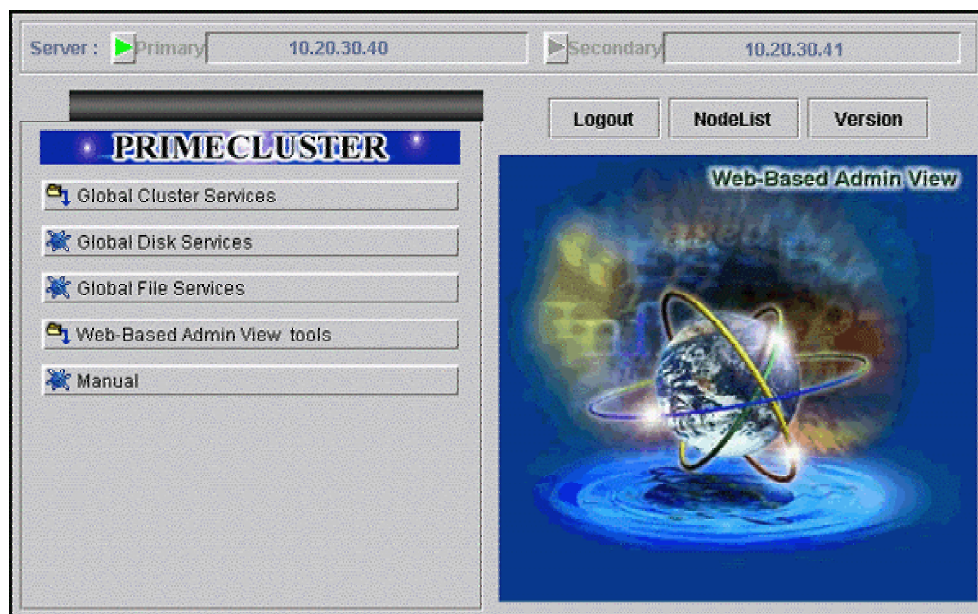 Server : Primary 10.20.30.40 Secondary 10.20.30.41
Logout NodeList Version
PRIMECLUSTER
Global Cluster Services
Global Disk Services
Global File Services
Web-Based Admin View tools
Manual
Web-Based Admin View